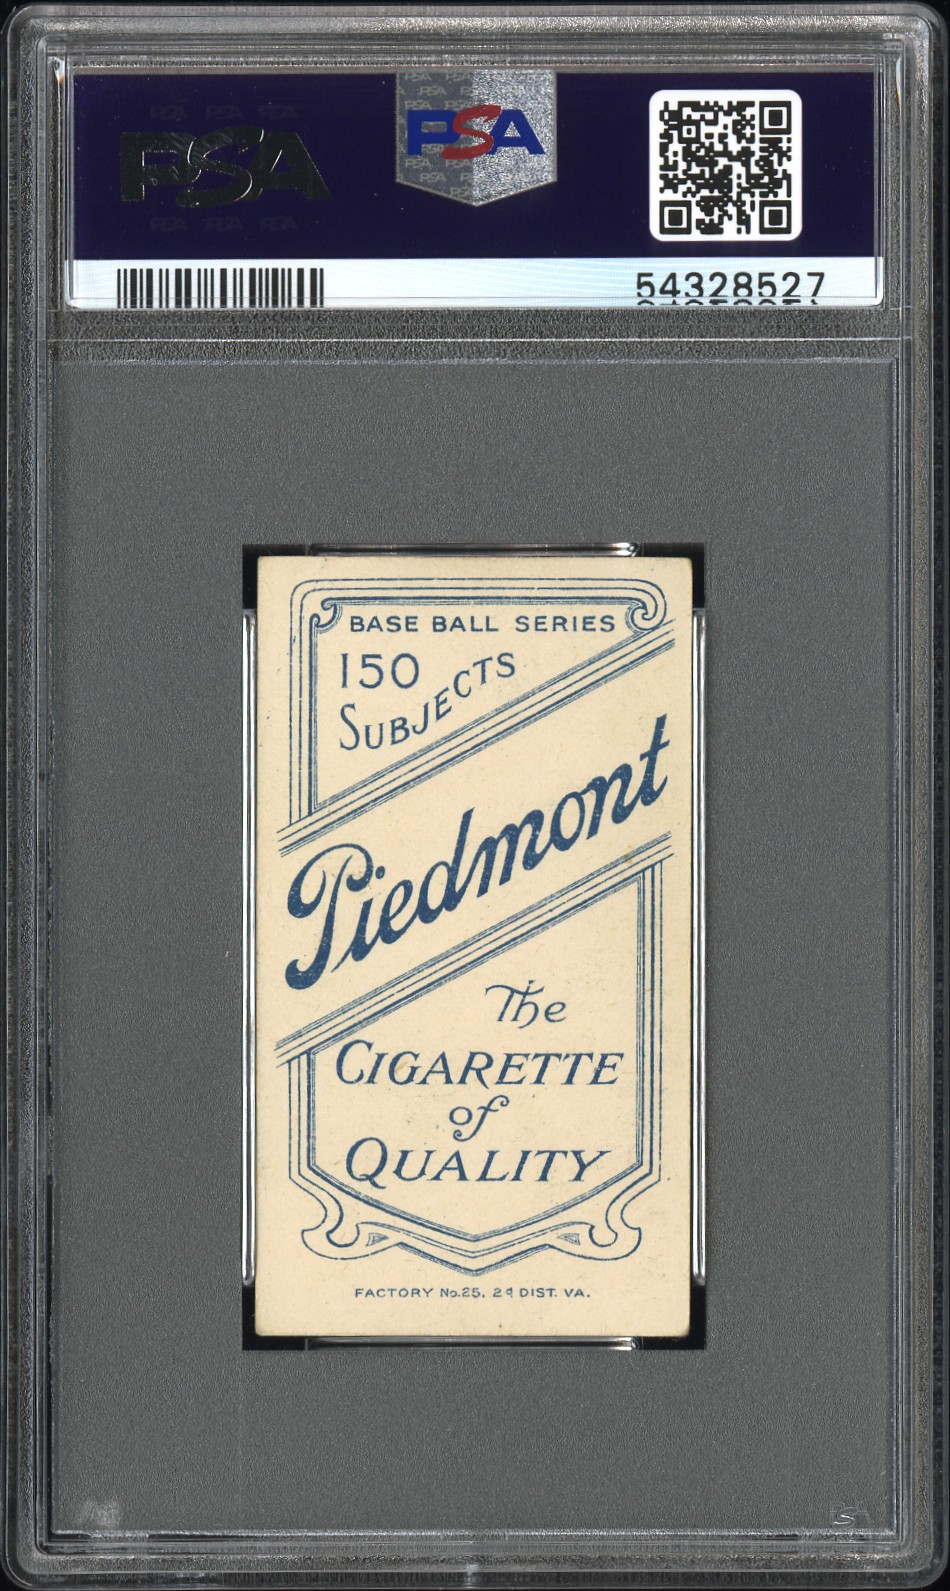 PSA
PSA
54328527
BASE BALL SERIES
150
SUBJECTS
Piedmont
The
CIGARETTE
of
QUALITY
FACTORY No. 25, 2d DIST. VA.
PSA